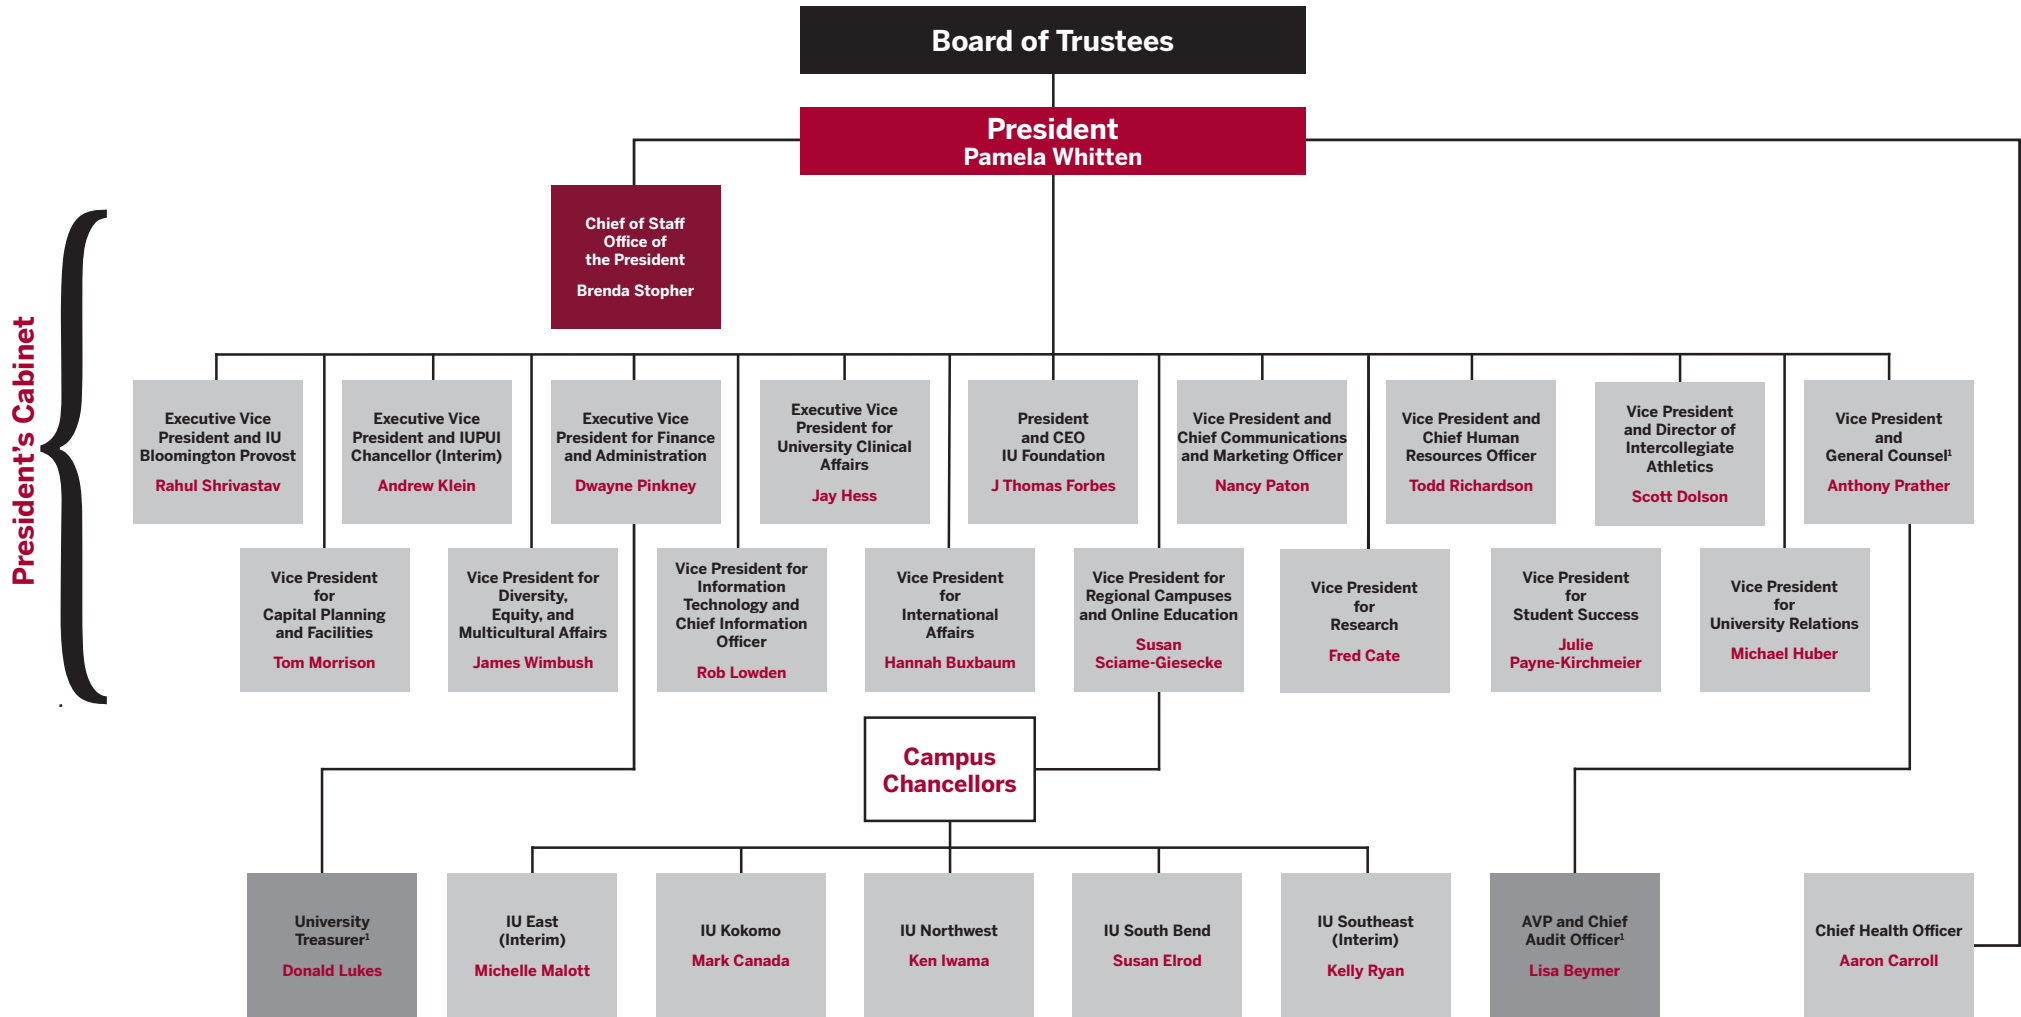 Board of Trustees
President
Pamela Whitten
Chief of Staff
Office of
the President
Brenda Stopher
President's Cabinet
Executive Vice
President and IU
Bloomington Provost
Rahul Shrivastav
Executive Vice
President and IUPUI
Chancellor (Interim)
Andrew Klein
Executive Vice
President for Finance
and Administration
Dwayne Pinkney
Executive Vice
President for
University Clinical
Affairs
Jay Hess
President
and CEO
IU Foundation
J Thomas Forbes
Vice President and
Chief Communications
and Marketing Officer
Nancy Paton
Vice President and
Chief Human
Resources Officer
Todd Richardson
Vice President
and Director of
Intercollegiate
Athletics
Scott Dolson
Vice President
and
General Counsel¹
Anthony Prather
Vice President
for
Capital Planning
and Facilities
Tom Morrison
Vice President for
Diversity,
Equity, and
Multicultural Affairs
James Wimbush
Vice President for
Information
Technology and
Chief Information
Officer
Rob Lowden
Vice President
for
International
Affairs
Hannah Buxbaum
Vice President for
Regional Campuses
and Online Education
Susan
Sciame-Giesecke
Vice President
for
Research
Fred Cate
Vice President
for
Student Success
Julie
Payne-Kirchmeier
Vice President
for
University Relations
Michael Huber
Campus
Chancellors
University
Treasurer¹
Donald Lukes
IU East
(Interim)
Michelle Malott
IU Kokomo
Mark Canada
IU Northwest
Ken Iwama
IU South Bend
Susan Elrod
IU Southeast
(Interim)
Kelly Ryan
AVP and Chief
Audit Officer¹
Lisa Beymer
Chief Health Officer
Aaron Carroll